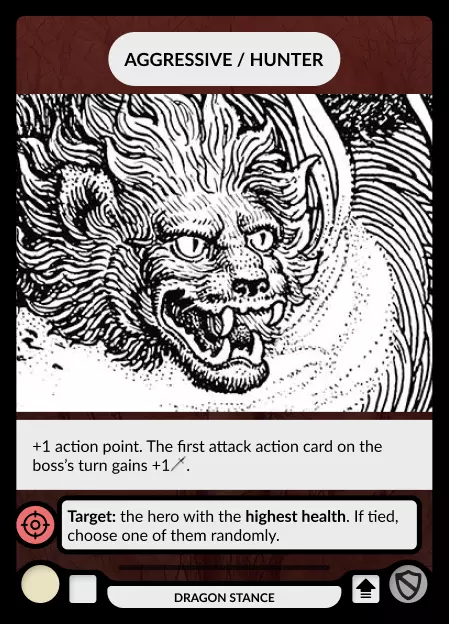 AGGRESSIVE / HUNTER
+1 action point. The first attack action card on the
boss's turn gains +1.
Target: the hero with the highest health. If tied,
choose one of them randomly.
DRAGON STANCE